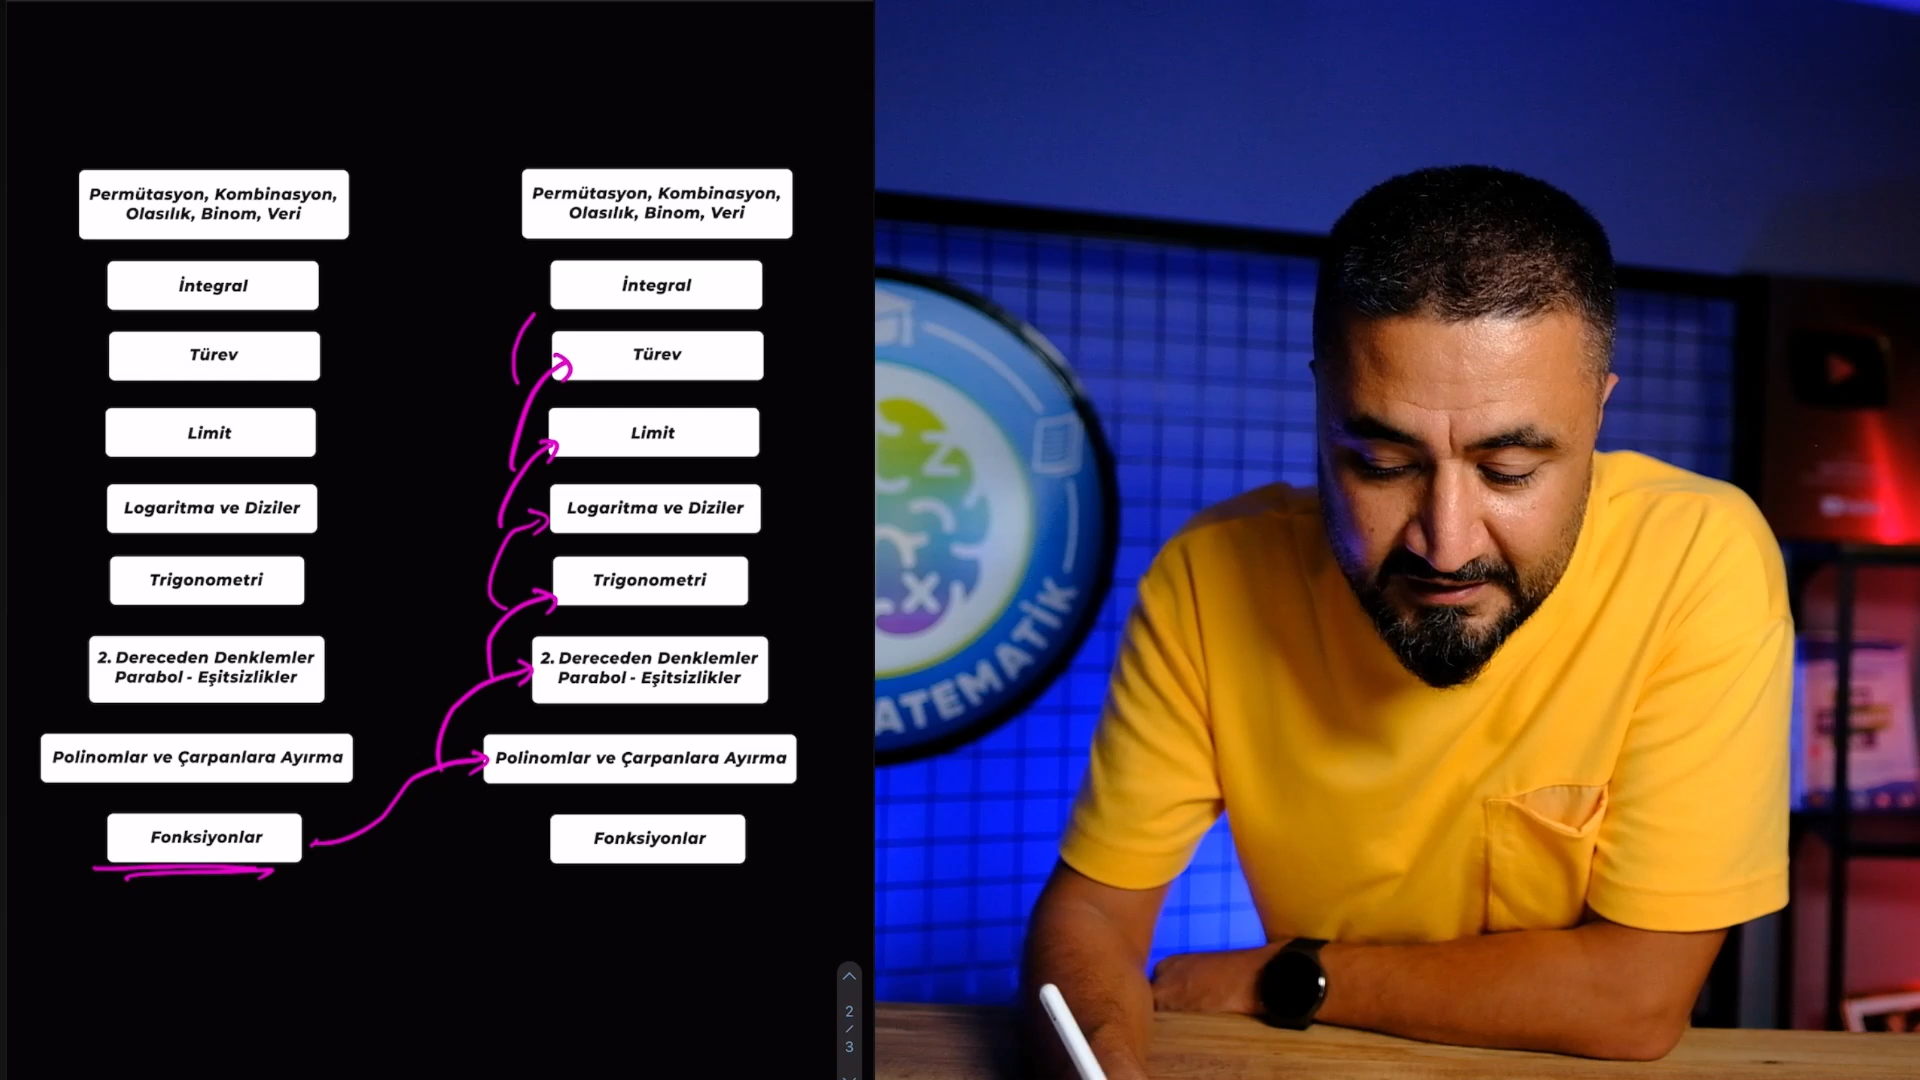 Permütasyon, Kombinasyon,
Olasılık, Binom, Veri
İntegral
Türev
Limit
Logaritma ve Diziler
Trigonometri
2. Dereceden Denklemler
Parabol - Eşitsizlikler
Polinomlar ve Çarpanlara Ayırma
Fonksiyonlar
Permütasyon, Kombinasyon,
Olasılık, Binom, Veri
İntegral
Türev
Limit
Logaritma ve Diziler
Trigonometri
2. Dereceden Denklemler
Parabol - Eşitsizlikler
Polinomlar ve Çarpanlara Ayırma
Fonksiyonlar
2
/
3
ATEMATİK